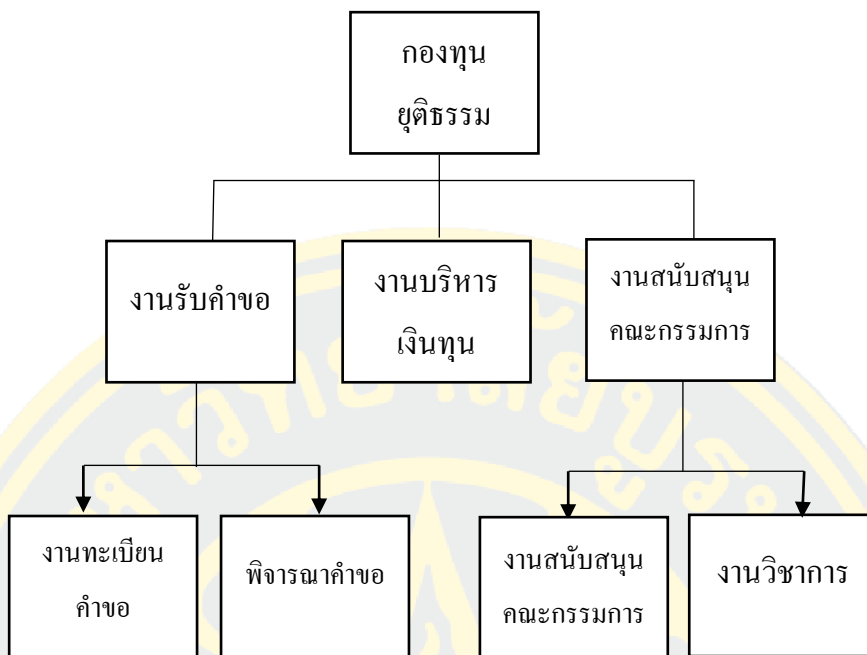 กองทุน
ยุติธรรม
งานรับคำขอ
งานบริหาร
เงินทุน
งานสนับสนุน
คณะกรรมการ
งานทะเบียน
คำขอ
พิจารณาคำขอ
งานสนับสนุน
คณะกรรมการ
งานวิชาการ